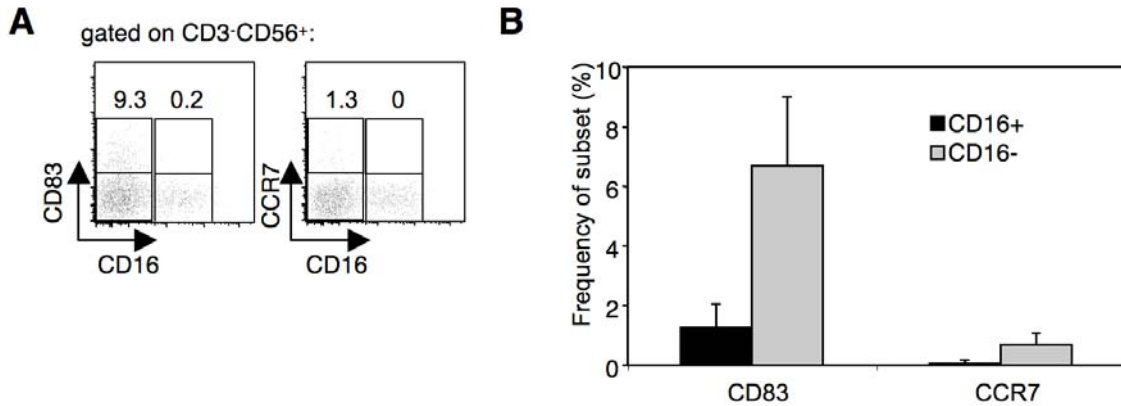 A
gated on CD3-CD56+:
9.3 0.2
CD83
CD16
1.3 0
CCR7
CD16
B
Frequency of subset (%)
10
8
6
4
2
0
CD16+
CD16-
CD83
CCR7